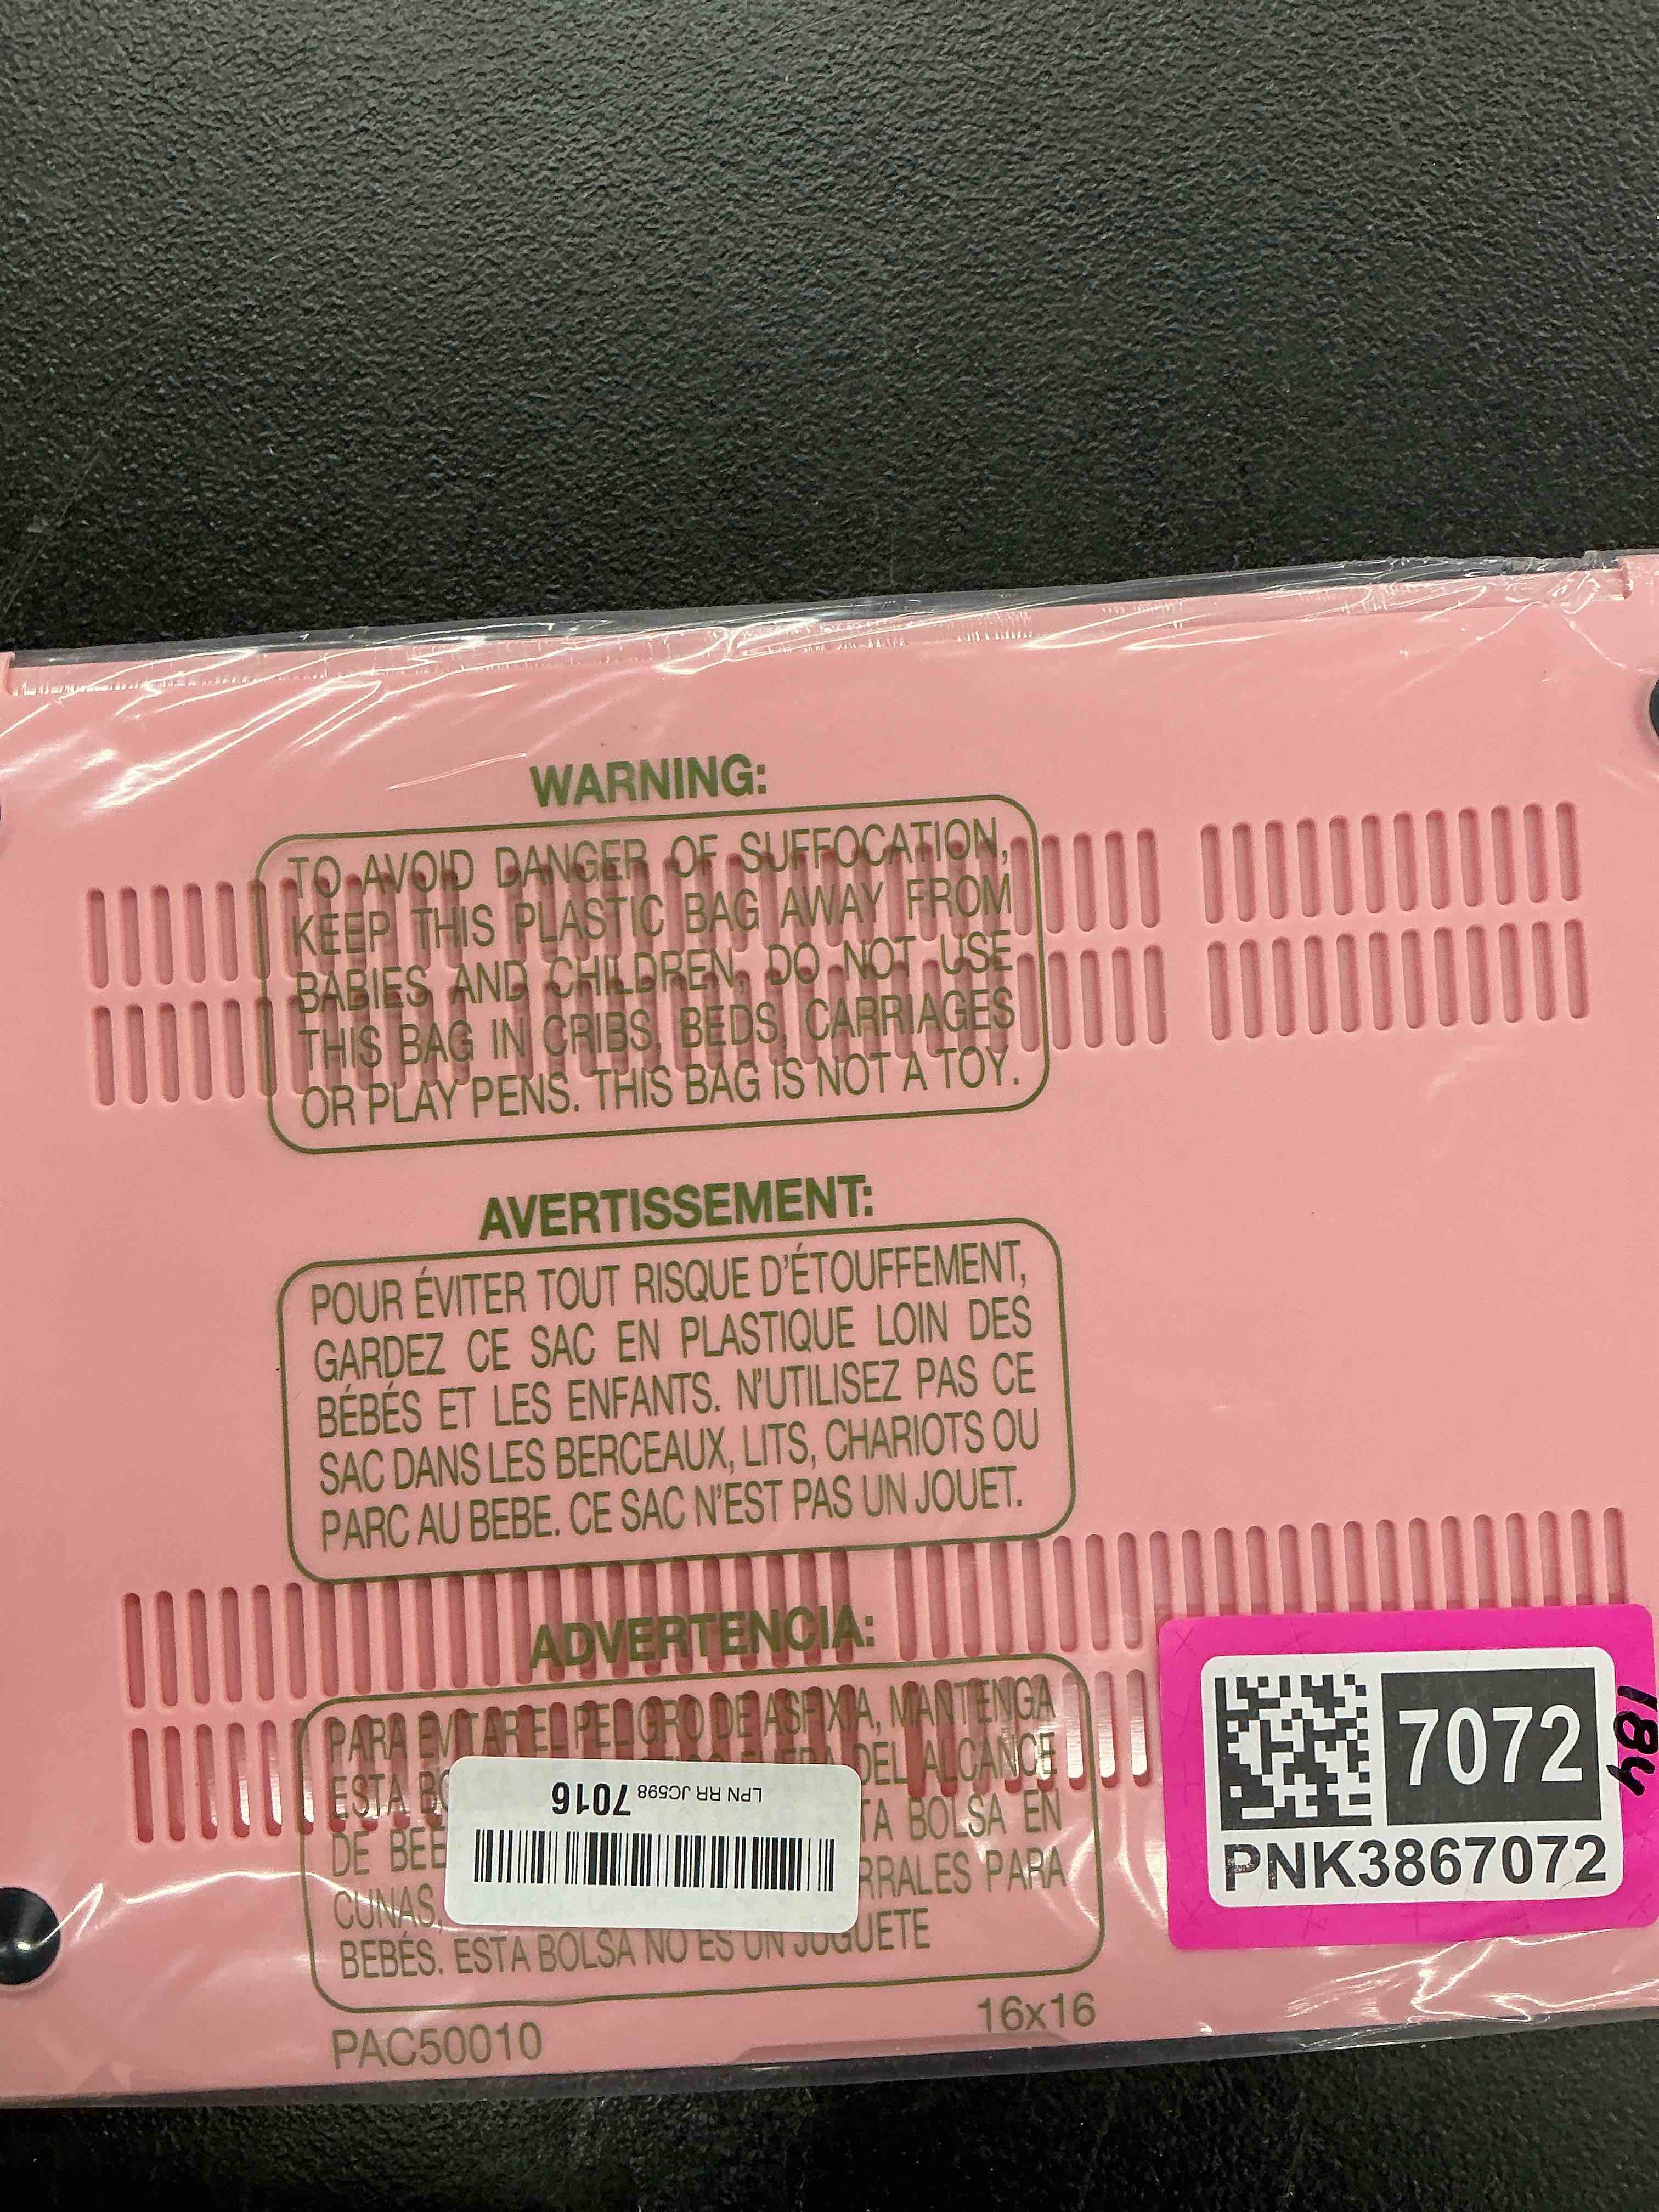 WARNING:
TO AVOID DANGER OF SUFFOCATION,
KEEP THIS PLASTIC BAG AWAY FROM
BABIES AND CHILDREN, DO NOT USE
THIS BAG IN CRIBS, BEDS, CARRIAGES
OR PLAY PENS. THIS BAG IS NOT A TOY.
AVERTISSEMENT:
POUR ÉVITER TOUT RISQUE D'ÉTOUFFEMENT,
GARDEZ CE SAC EN PLASTIQUE LOIN DES
BÉBÉS ET LES ENFANTS. N'UTILISEZ PAS CE
SAC DANS LES BERCEAUX, LITS, CHARIOTS OU
PARC AU BEBE. CE SAC N'EST PAS UN JOUET.
ADVERTENCIA:
PARA EVITAR EL PELIGRO DE ASFIXIA, MANTENGA
ESTA DEL ALCANCE
DE BOLSA EN
CUNAS, PARA
BEBÉS. ESTA BOLSA NO ES UN JUGUETE
PAC50010 16x16
LPN RR JC598 7016
7072
PNK3867072
184